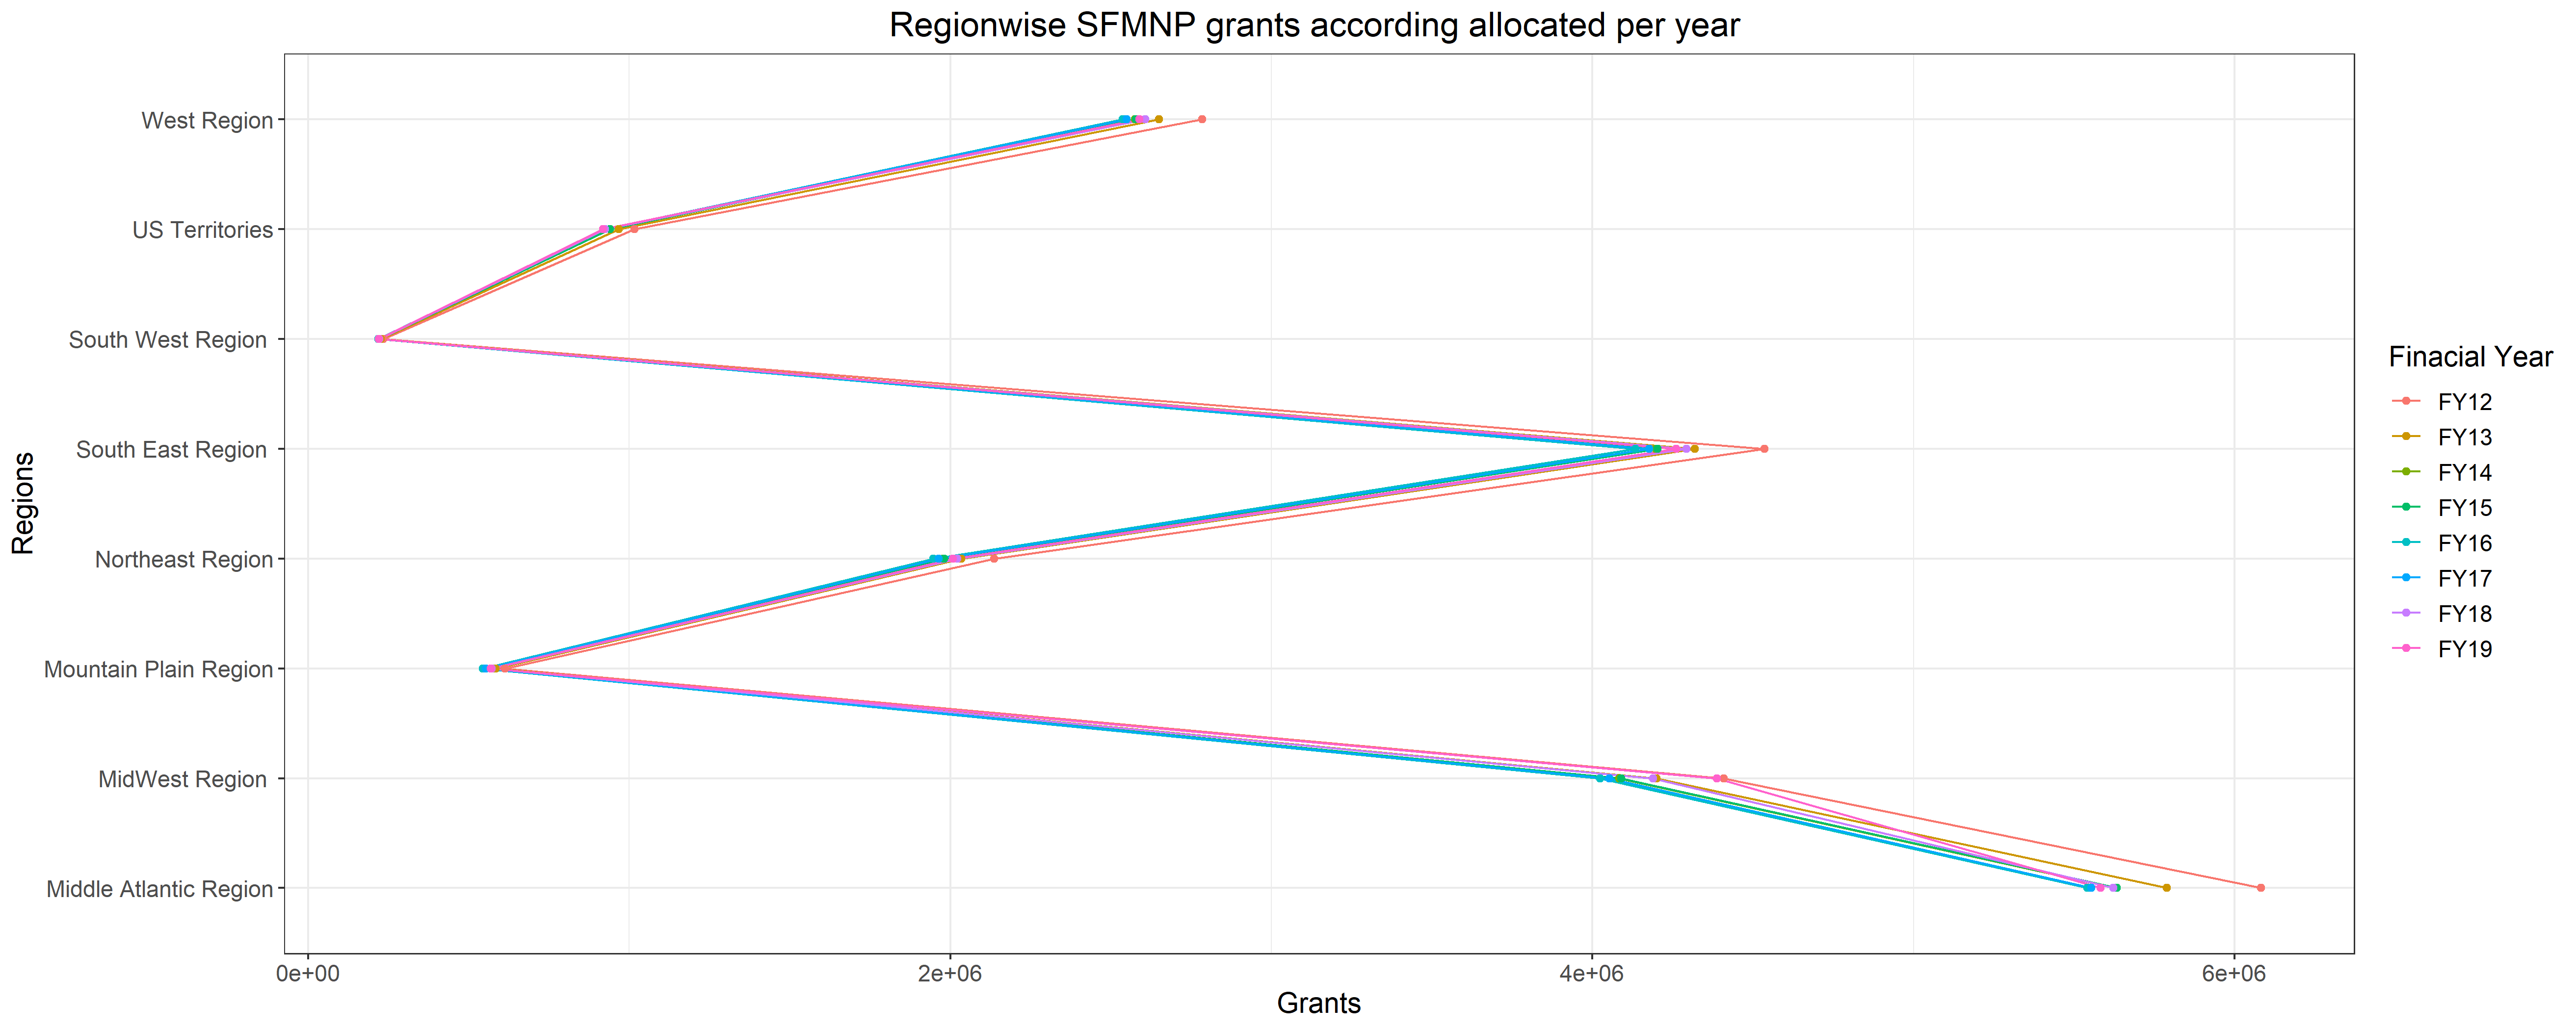 Regionwise SFMNP grants according allocated per year
West Region
US Territories
South West Region
South East Region
Northeast Region
Mountain Plain Region
MidWest Region
Middle Atlantic Region
Regions
0e+00
2e+06
4e+06
6e+06
Grants
Finacial Year
FY12
FY13
FY14
FY15
FY16
FY17
FY18
FY19